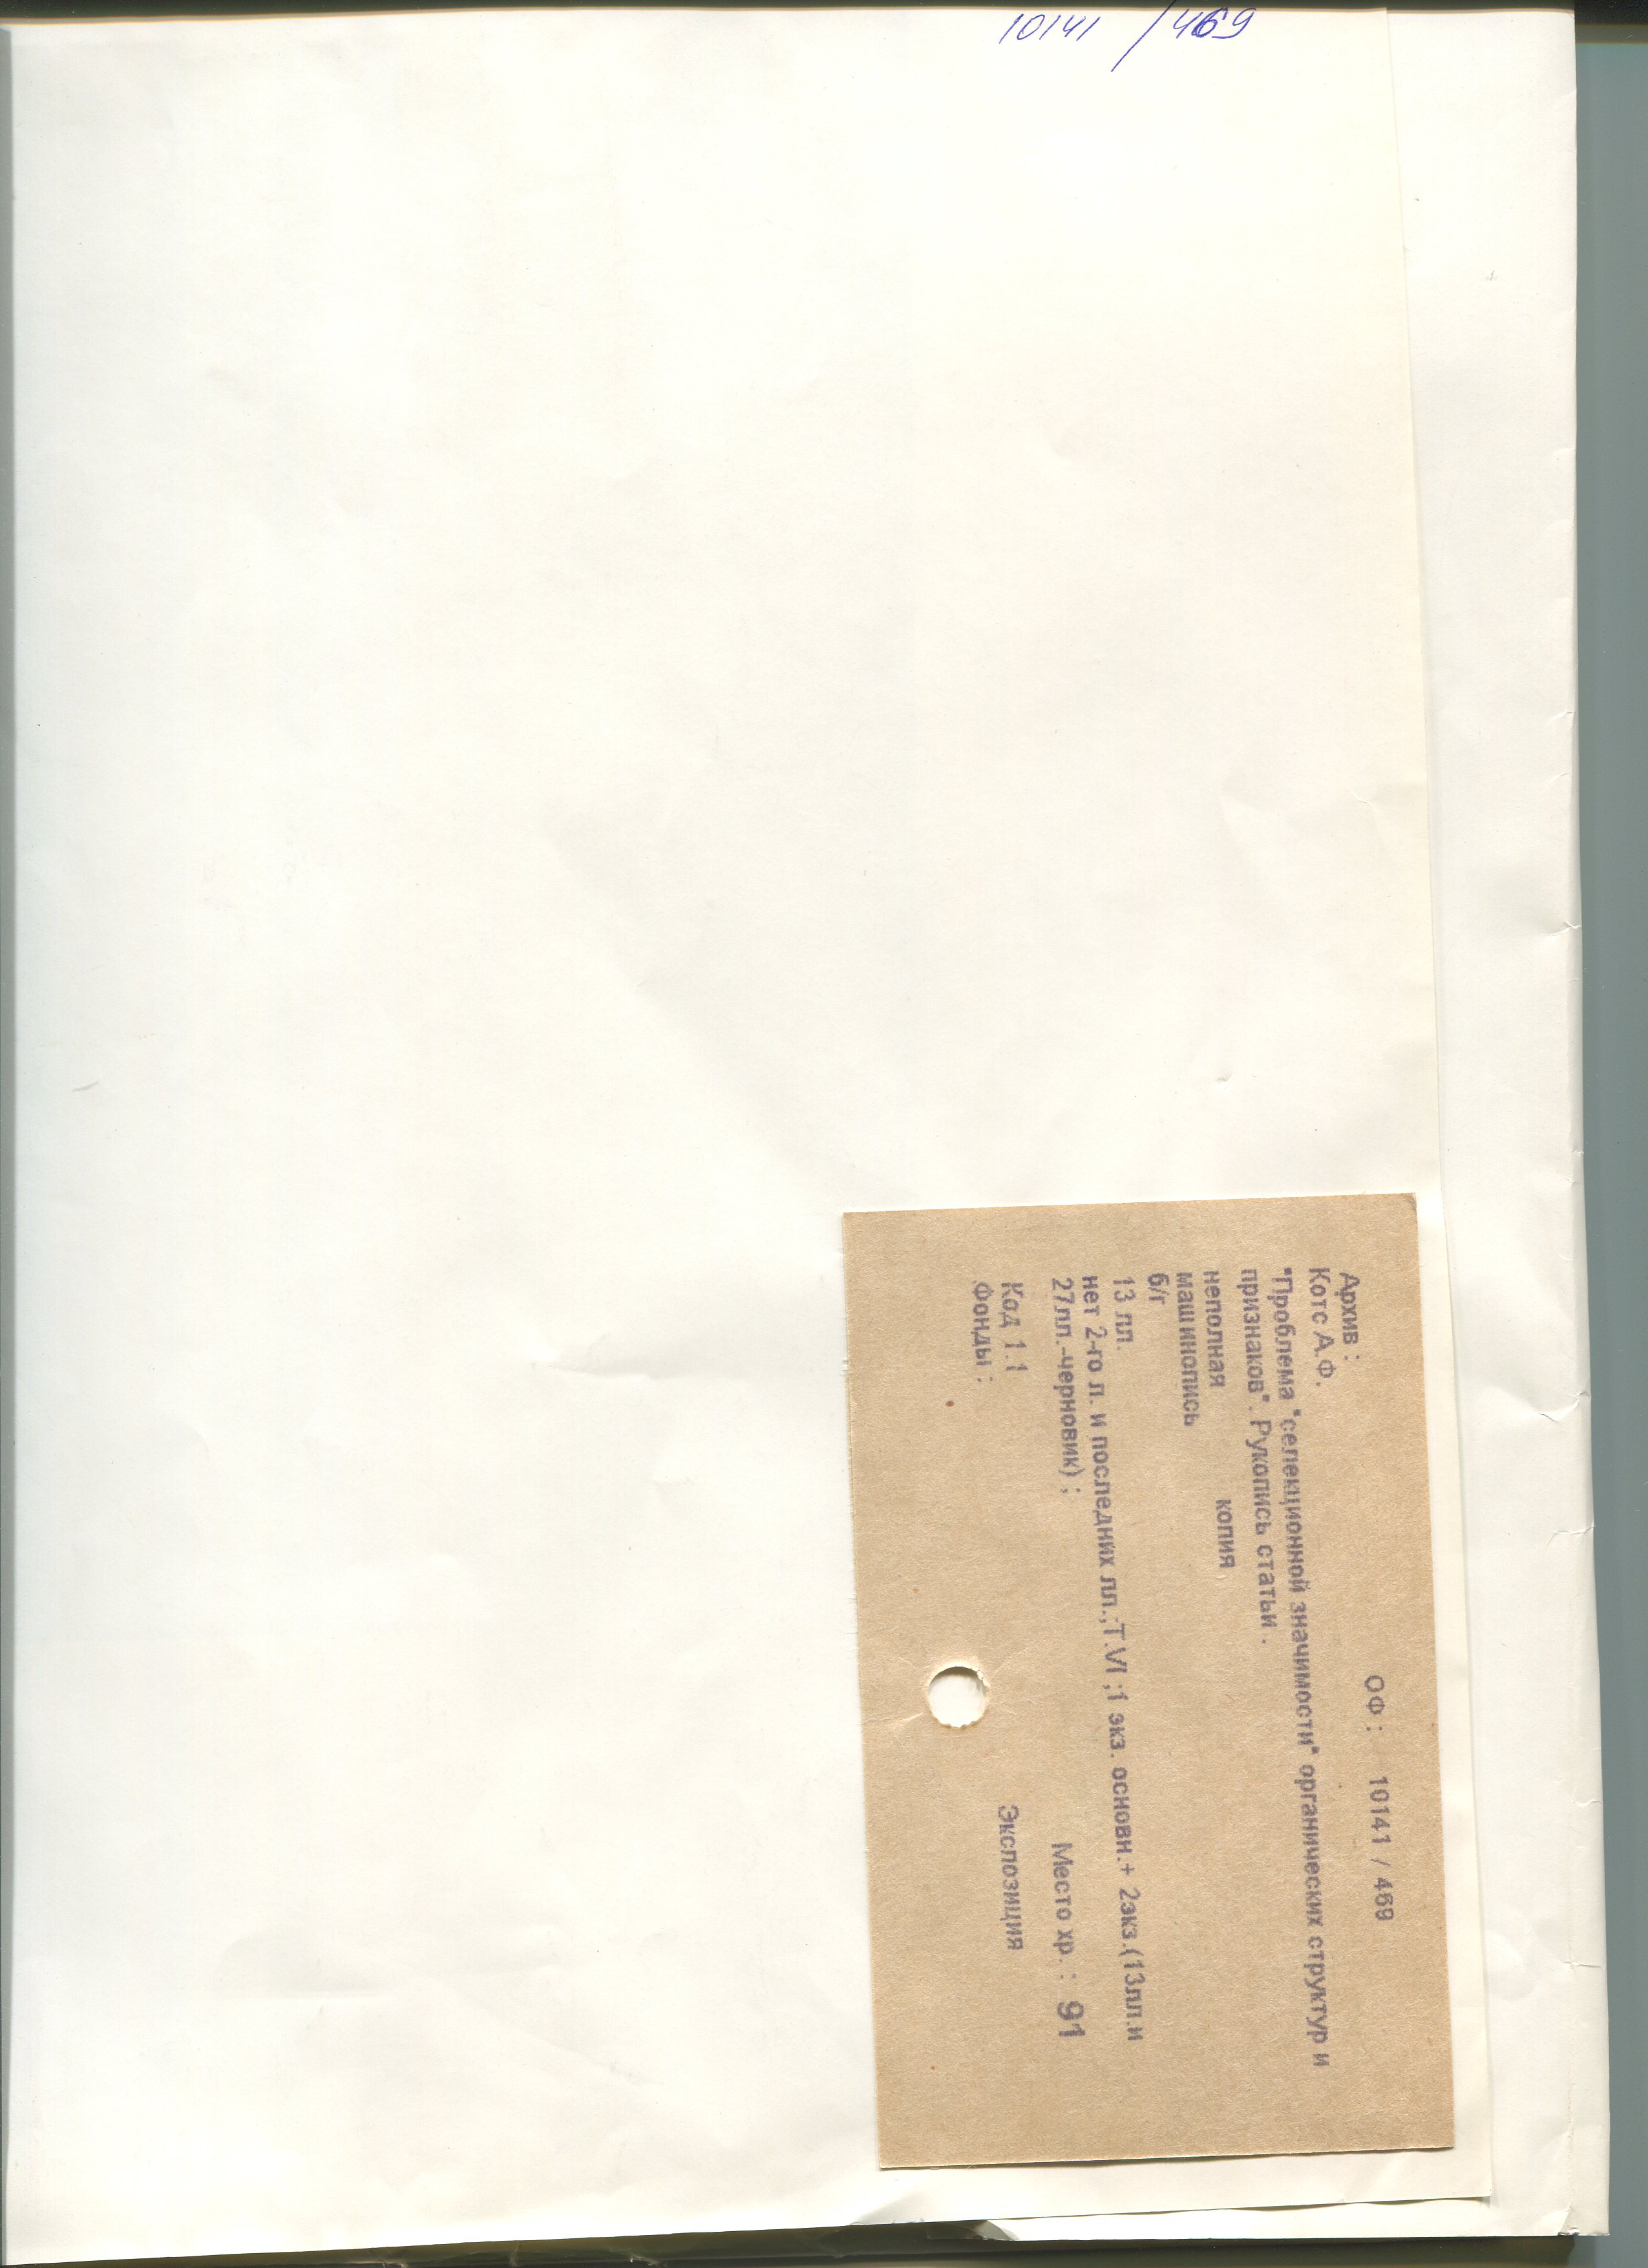 10141 /469
ОФ : 10141 / 469
Архив :
Котс А.Ф.
"Проблема "селекционной значимости" органических структур и
признаков". Рукопись статьи .
неполная копия
машинопись
б/г
13 лл.
нет 2-го л. и последних лл.;Т.VI ;1 экз. основн.+ 2экз.(13лл.и
27лл.-черновик) ;
Место хр. : 91
Код 1.1
Экспозиция
Фонды :